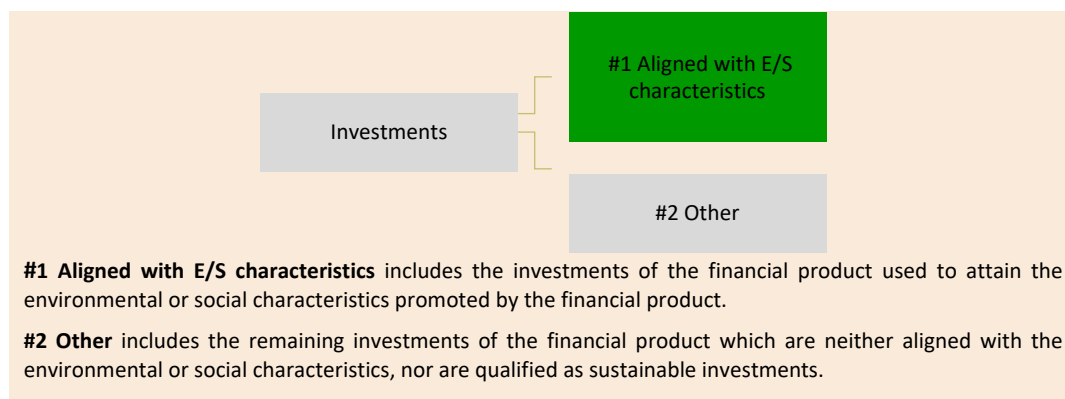 #1 Aligned with E/S
characteristics
Investments
#2 Other
#1 Aligned with E/S characteristics includes the investments of the financial product used to attain the
environmental or social characteristics promoted by the financial product.
#2 Other includes the remaining investments of the financial product which are neither aligned with the
environmental or social characteristics, nor are qualified as sustainable investments.